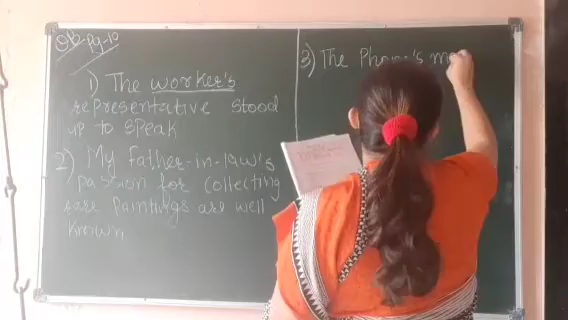 Pg-10
1) The worker's
representative stood
up to speak
2) My father-in-law's
passion for collecting
rare paintings are well
known
3) The